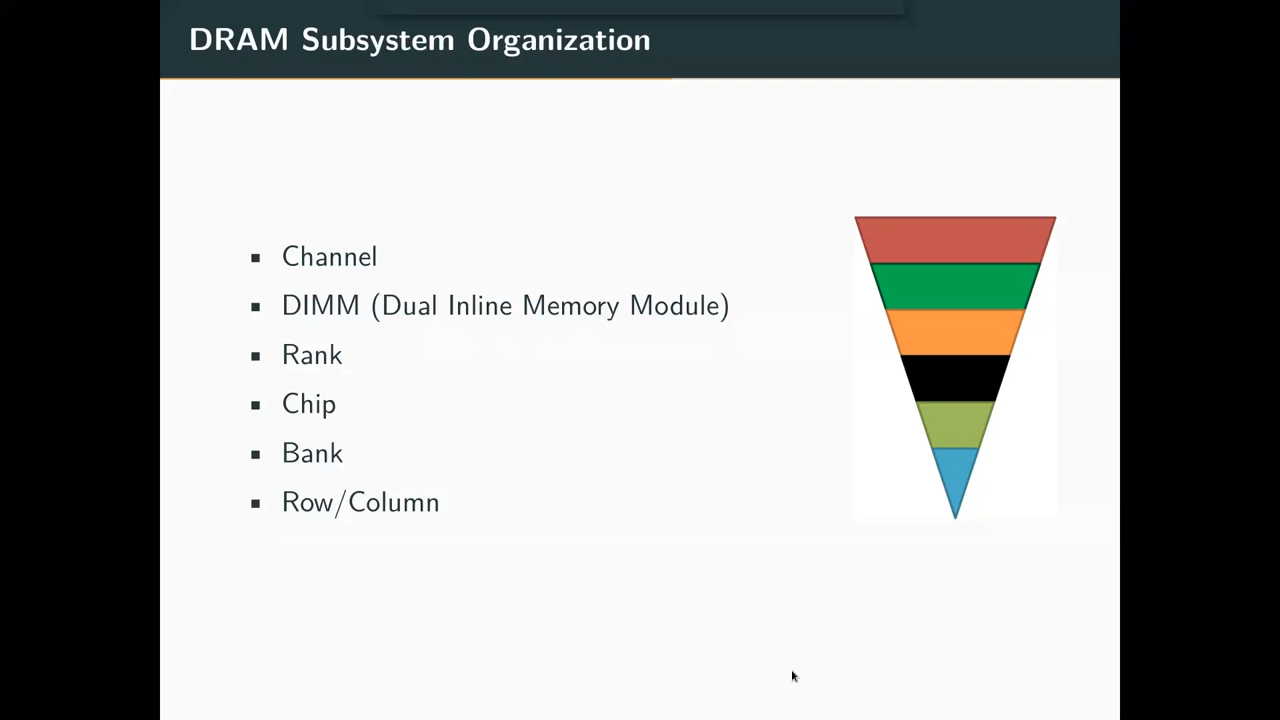 DRAM Subsystem Organization
▪ Channel
▪ DIMM (Dual Inline Memory Module)
▪ Rank
▪ Chip
▪ Bank
▪ Row/Column